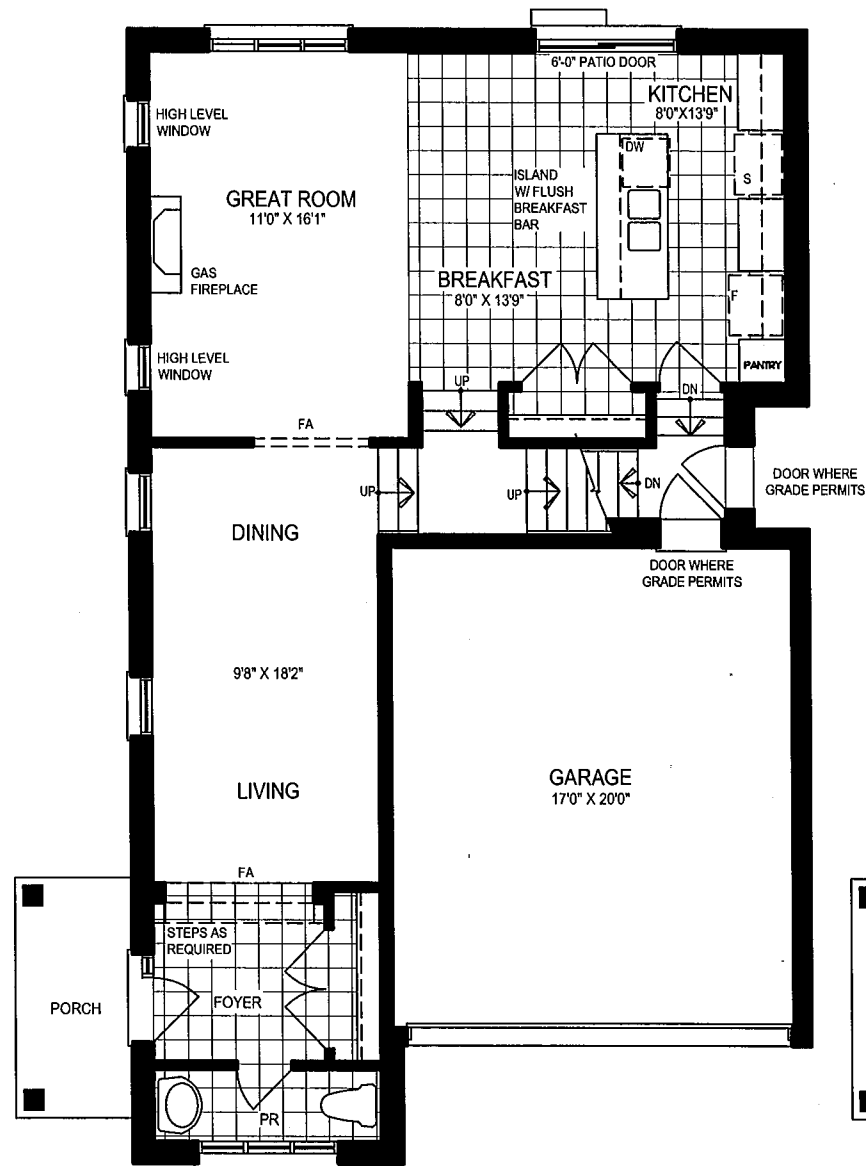 6'-0" PATIO DOOR
KITCHEN
8'0"X13'9"
HIGH LEVEL
WINDOW
DW
ISLAND
W/ FLUSH
BREAKFAST
BAR
S
GREAT ROOM
11'0" X 16'1"
GAS
FIREPLACE
BREAKFAST
8'0" X 13'9"
F
HIGH LEVEL
WINDOW
PANTRY
UP
DN
FA
UP
UP
DN
DOOR WHERE
GRADE PERMITS
DINING
DOOR WHERE
GRADE PERMITS
9'8" X 18'2"
LIVING
GARAGE
17'0" X 20'0"
FA
STEPS AS
REQUIRED
PORCH
FOYER
PR